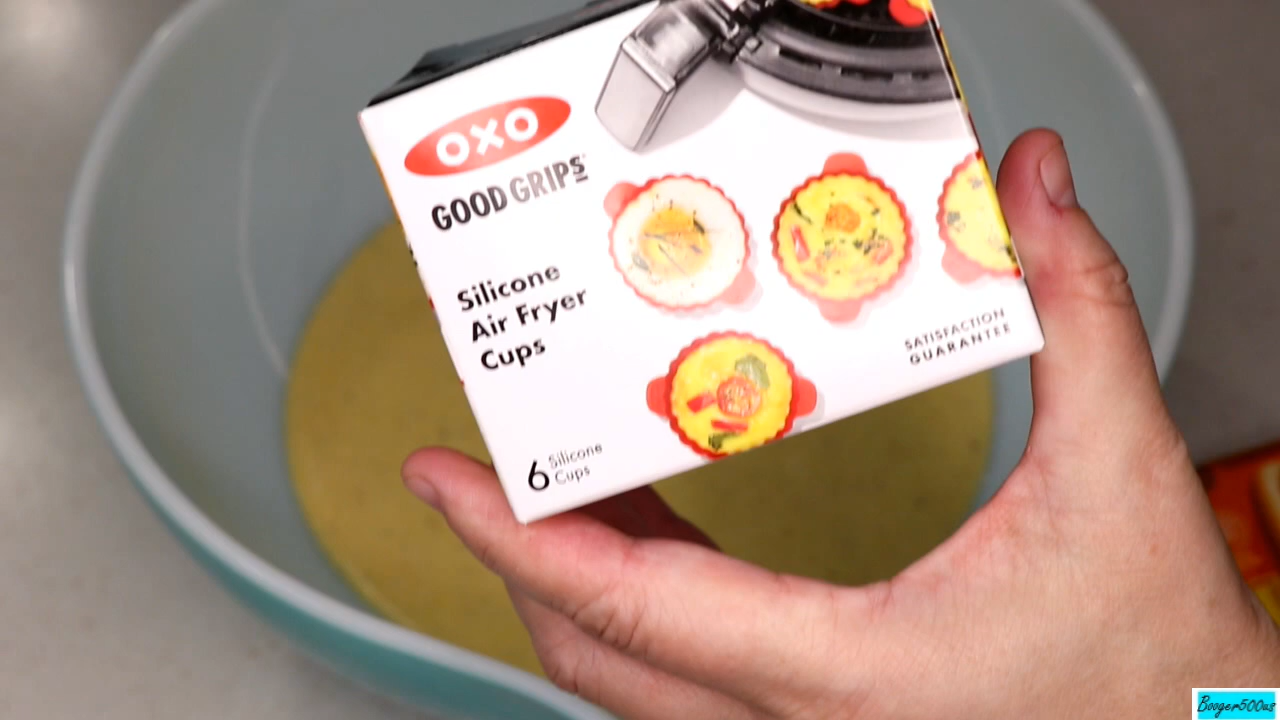 OXO
GOOD GRIPS
Silicone
Air Fryer
Cups
SATISFACTION
GUARANTEE
6 Silicone
Cups
Booger500us